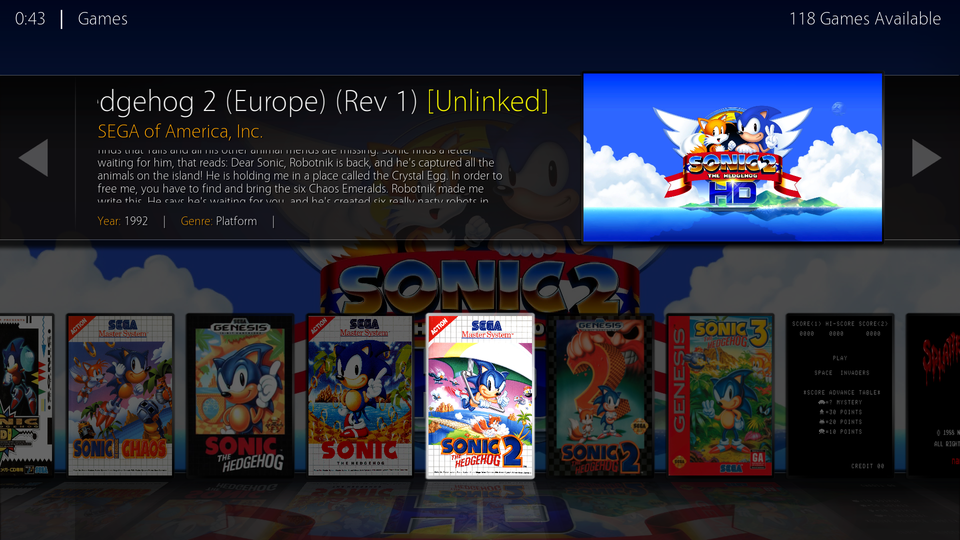 0:43 | Games
118 Games Available
dgehog 2 (Europe) (Rev 1) [Unlinked]
SEGA of America, Inc.
finds that Tails and all his other animal friends are missing. Sonic finds a letter
waiting for him, that reads: Dear Sonic, Robotnik is back, and he's captured all the
animals on the island! He is holding me in a place called the Crystal Egg. In order to
free me, you have to find and bring the six Chaos Emeralds. Robotnik made me
write this. He says he's waiting for you, and he's created six really nasty robots in
Year: 1992 | Genre: Platform |
SONIC 2
THE HEDGEHOG
HD
SONIC 2
ACTION
SEGA
Master System
SONIC CHAOS
GENESIS
SONIC
THE HEDGEHOG
ACTION
SEGA
Master System
SONIC
THE HEDGEHOG
ACTION
SEGA
Master System
SONIC
THE HEDGEHOG 2
GENESIS
2
SONIC
THE HEDGEHOG 2
SEGA
GENESIS
SONIC
THE HEDGEHOG 3
SEGA
GA
SCORE(1) HI-SCORE SCORE(2)
0000 0000 0000
PLAY
SPACE INVADERS
*SCORE ADVANCE TABLE*
=? MYSTERY
=30 POINTS
=20 POINTS
=10 POINTS
CREDIT 00
HD